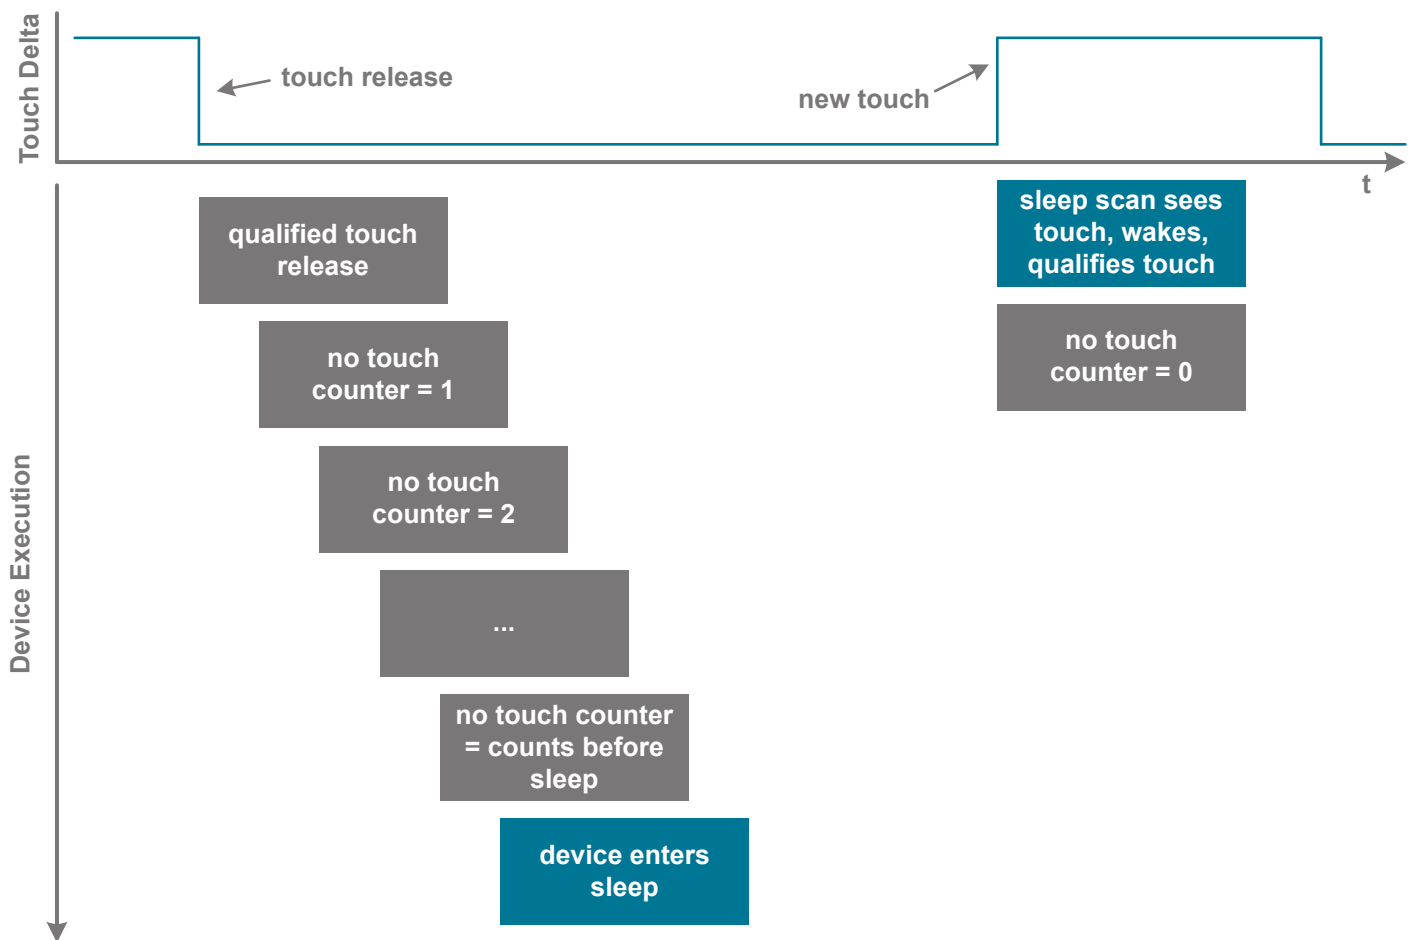 Touch Delta
touch release
new touch
t
Device Execution
qualified touch
release
no touch
counter = 1
no touch
counter = 2
...
no touch counter
= counts before
sleep
device enters
sleep
sleep scan sees
touch, wakes,
qualifies touch
no touch
counter = 0